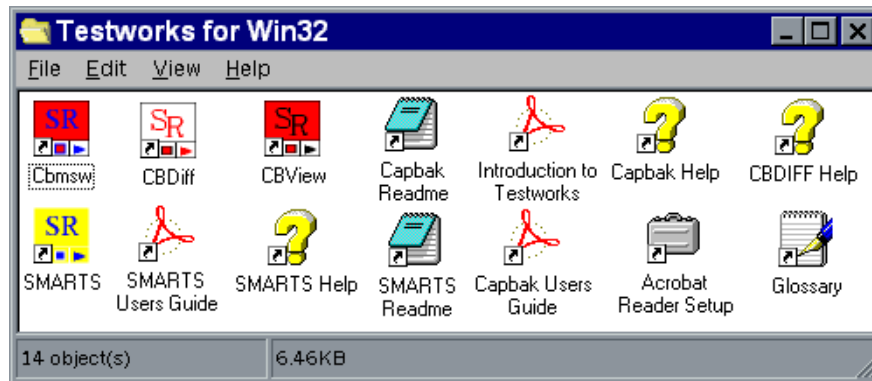 Testworks for Win32
File Edit View Help
SR SR SR
Cbmsw CBDiff CBView Capbak Readme Introduction to Testworks Capbak Help CBDIFF Help
SR
SMARTS SMARTS Users Guide SMARTS Help SMARTS Readme Capbak Users Guide Acrobat Reader Setup Glossary
14 object(s) 6.46KB